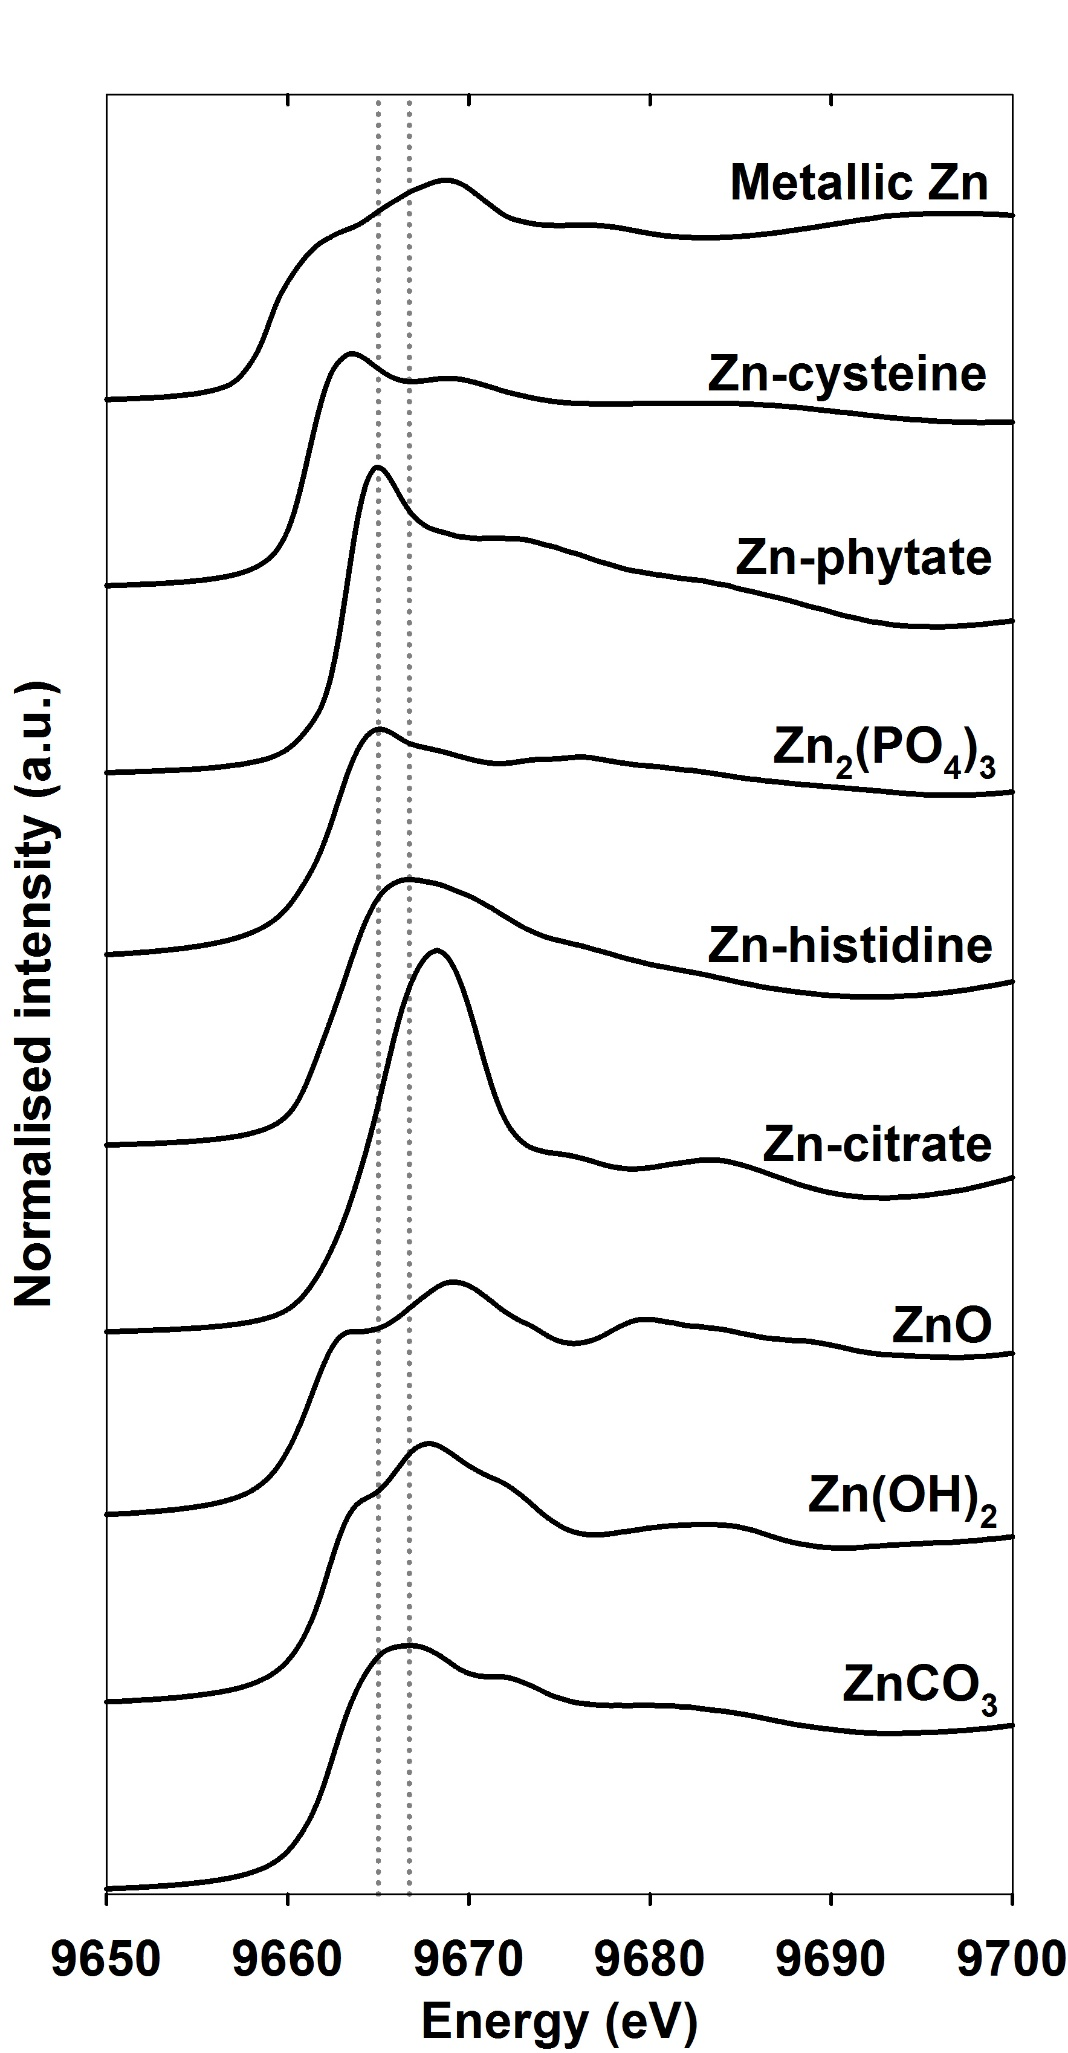 Metallic Zn
Zn-cysteine
Zn-phytate
Zn₂(PO₄)₃
Zn-histidine
Zn-citrate
ZnO
Zn(OH)₂
ZnCO₃
Normalised intensity (a.u.)
9650 9660 9670 9680 9690 9700
Energy (eV)